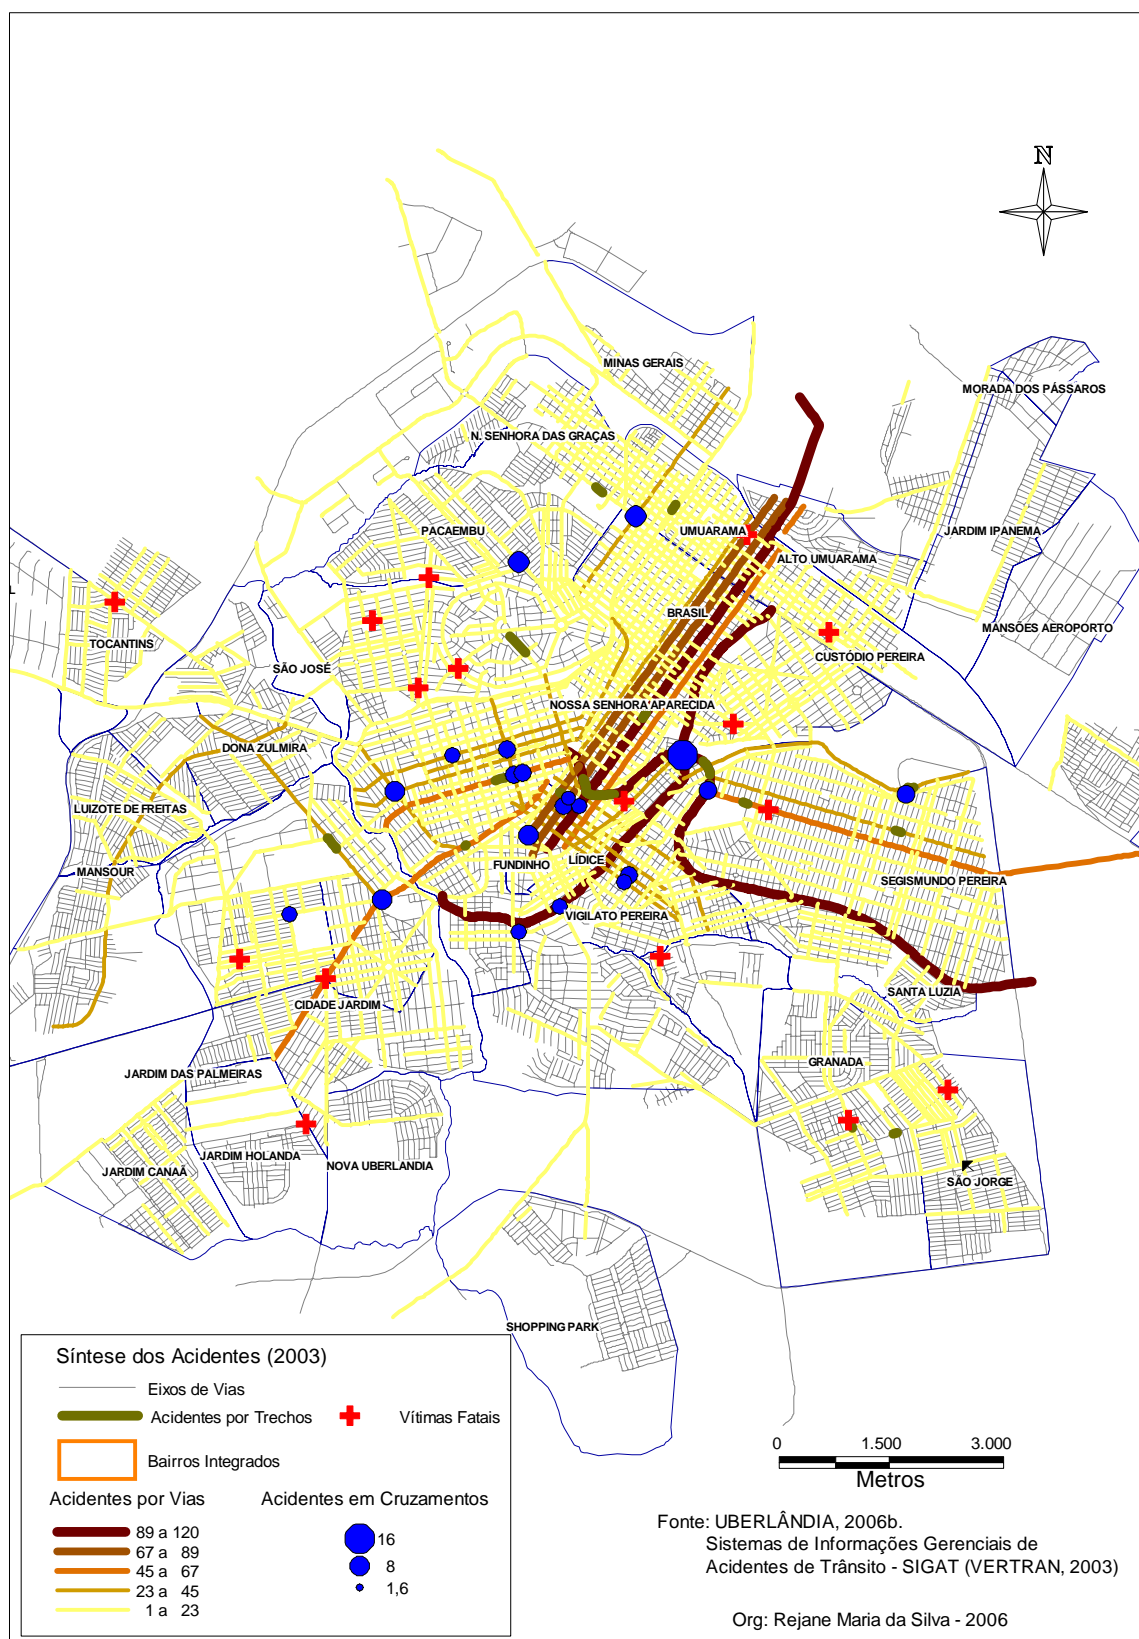 N
MINAS GERAIS
MORADA DOS PÁSSAROS
N. SENHORA DAS GRAÇAS
PACAEMBU
UMUARAMA
JARDIM IPANEMA
ALTO UMUARAMA
L
BRASIL
MANSÕES AEROPORTO
TOCANTINS
CUSTÓDIO PEREIRA
SÃO JOSÉ
NOSSA SENHORA APARECIDA
DONA ZULMIRA
LUIZOTE DE FREITAS
MANSOUR
FUNDINHO
LÍDICE
SEGISMUNDO PEREIRA
VIGILATO PEREIRA
SANTA LUZIA
CIDADE JARDIM
GRANADA
JARDIM DAS PALMEIRAS
JARDIM HOLANDA
NOVA UBERLANDIA
JARDIM CANAÃ
SÃO JORGE
SHOPPING PARK
Síntese dos Acidentes (2003)
Eixos de Vias
Acidentes por Trechos
Vítimas Fatais
Bairros Integrados
Acidentes por Vias
89 a 120
67 a 89
45 a 67
23 a 45
1 a 23
Acidentes em Cruzamentos
16
8
1,6
0 1.500 3.000
Metros
Fonte: UBERLÂNDIA, 2006b.
Sistemas de Informações Gerenciais de
Acidentes de Trânsito - SIGAT (VERTRAN, 2003)
Org: Rejane Maria da Silva - 2006